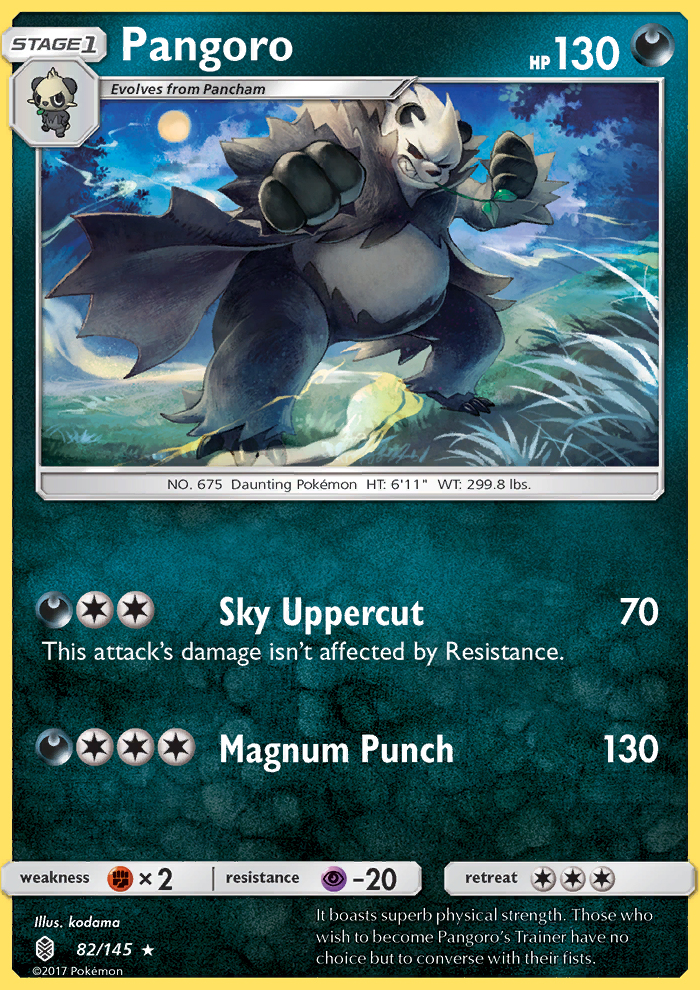 STAGE1
Pangoro
HP 130
Evolves from Pancham
NO. 675 Daunting Pokémon HT: 6'11" WT: 299.8 lbs.
Sky Uppercut 70
This attack's damage isn't affected by Resistance.
Magnum Punch 130
weakness × 2 resistance –20 retreat
Illus. kodama
82/145 ★
©2017 Pokémon
It boasts superb physical strength. Those who
wish to become Pangoro's Trainer have no
choice but to converse with their fists.